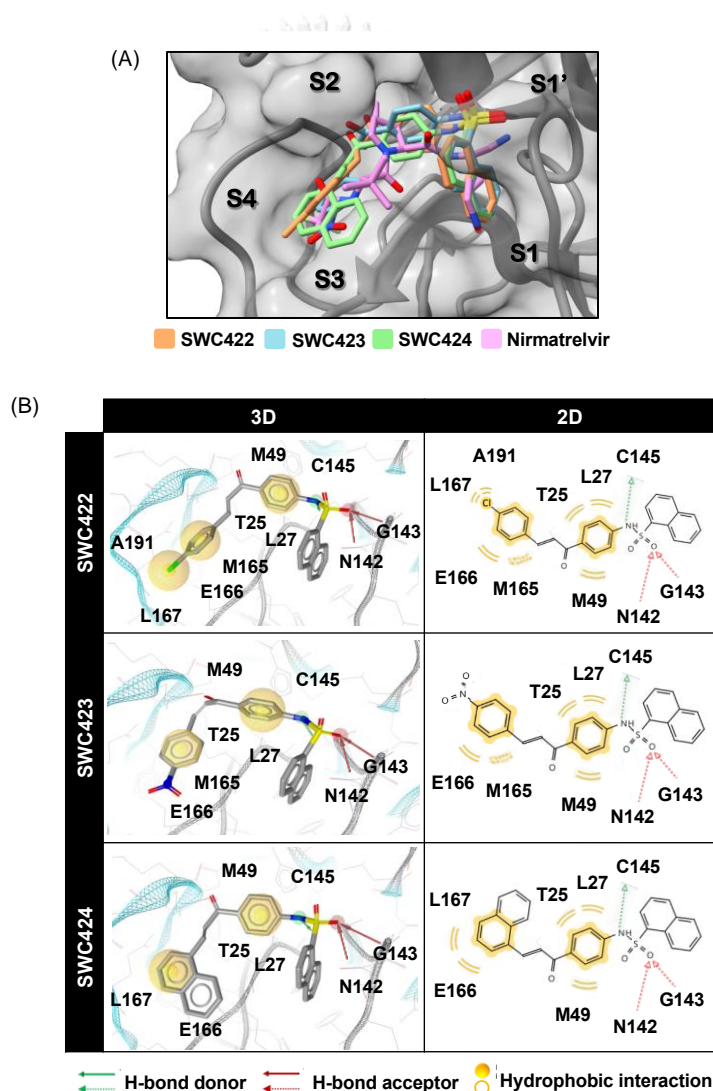 (A)
S2
S1'
S4
S3
S1
SWC422 SWC423 SWC424 Nirmatrelvir
(B)
3D 2D
SWC422
M49
C145
T25
L27
A191
M165
G143
E166
N142
L167
A191
C145
L167
L27
T25
Cl
NH
S
O
O
O
E166
M165
M49
G143
N142
SWC423
M49
C145
T25
L27
M165
G143
E166
N142
O
N
O
C145
L27
T25
NH
S
O
O
O
E166
M165
M49
G143
N142
SWC424
M49
C145
T25
L27
G143
L167
N142
E166
C145
L27
L167
T25
NH
S
O
O
O
E166
M49
G143
N142
H-bond donor H-bond acceptor Hydrophobic interaction